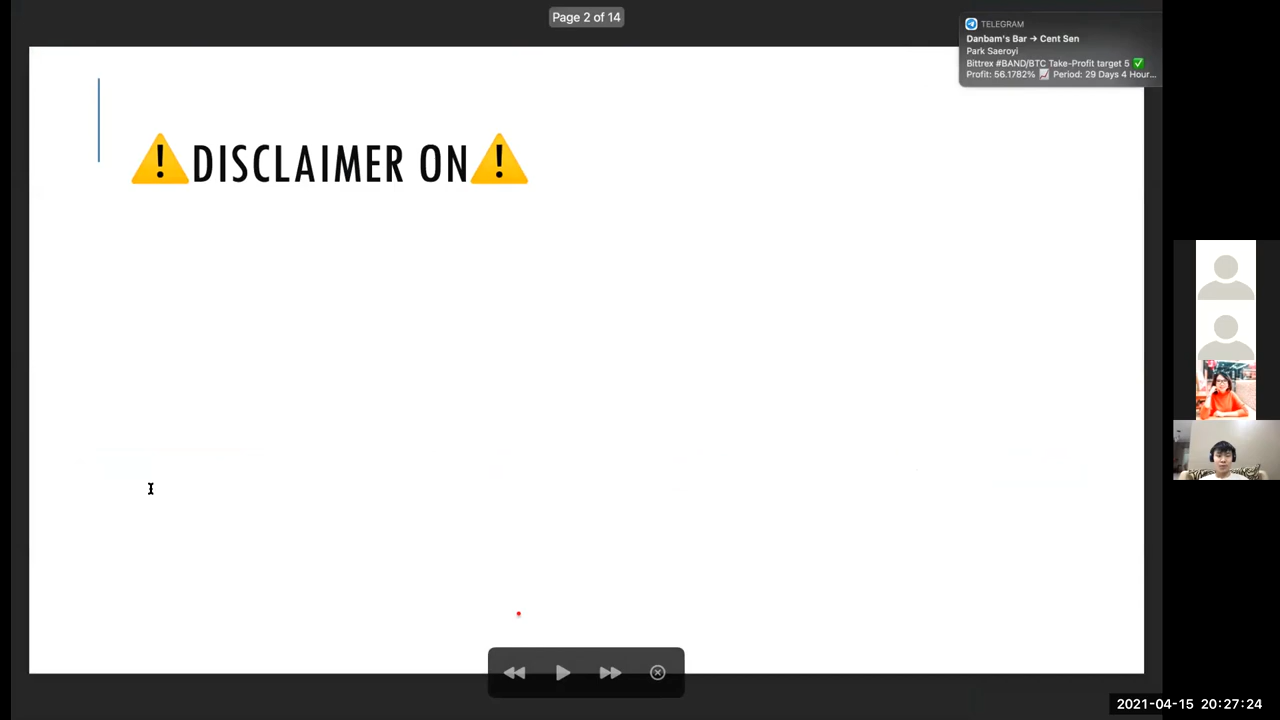 Page 2 of 14
TELEGRAM
Danbam's Bar → Cent Sen
Park Saeroyi
Bittrex #BAND/BTC Take-Profit target 5 ✅
Profit: 56.1782% 📈 Period: 29 Days 4 Hour...
⚠️DISCLAIMER ON⚠️
2021-04-15 20:27:24